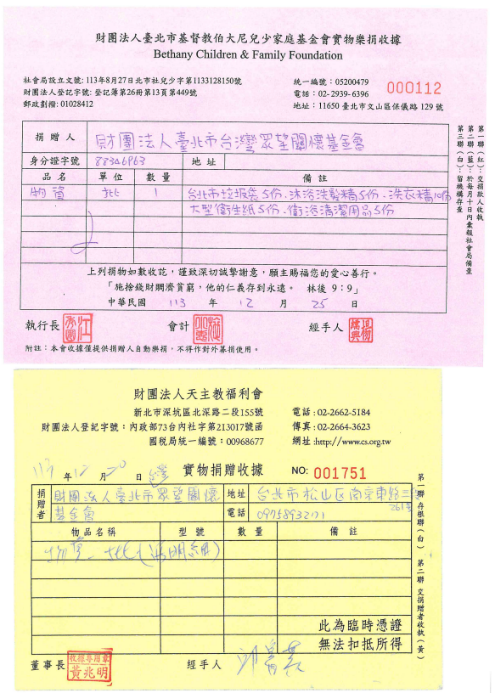 財團法人臺北市基督教伯大尼兒少家庭基金會實物樂捐收據
Bethany Children & Family Foundation
社會局設立文號：113年8月27日北市社兒少字第1133128150號
財團法人登記字號：登記簿第26冊13頁第449號
郵政劃撥：01028412
統一編號：05200479
電話：02-2939-6396
地址：11650 臺北市文山區保儀路129號
000112
捐贈人 財團法人臺北市台灣眾望關懷基金會
身分證字號 88306963 地址
品名 單位 數量 備註
物資 批 1 台北市垃圾袋5份、沐浴洗髮精5份、洗衣精10份
大型衛生紙5份、衛浴清潔用品5份
上列捐物如數收訖，謹致深切誠摯謝意，願主賜福您的愛心善行。
「施捨錢財賙濟貧窮，他的仁義存到永遠。 林後 9：9」
中華民國 113 年 12 月 25 日
執行長 會計 經手人
附註：本會收據僅提供捐贈人自動樂捐，不得作對外募捐使用。
第一聯（紅）：交捐款人收執
第二聯（藍）：於每月十日內彙報社會局備查
第三聯（白）：留機構存查
財團法人天主教福利會
新北市深坑區北深路二段155號
財團法人登記字號：內政部73台內社字第213017號函
國稅局統一編號：00968677
電話：02-2662-5184
傳真：02-2664-3623
網址:http://www.cs.org.tw
113年12月20日
實物捐贈收據 NO: 001751
捐贈者 財團法人臺北市眾望關懷基金會 地址 台北市松山區南京東路三段
電話
物品名稱 型號 數量 備註
物資一批
此為臨時憑證
無法扣抵所得
董事長 黃兆明 經手人
第一聯 存根聯（白）
第二聯 交捐贈者收執（黃）